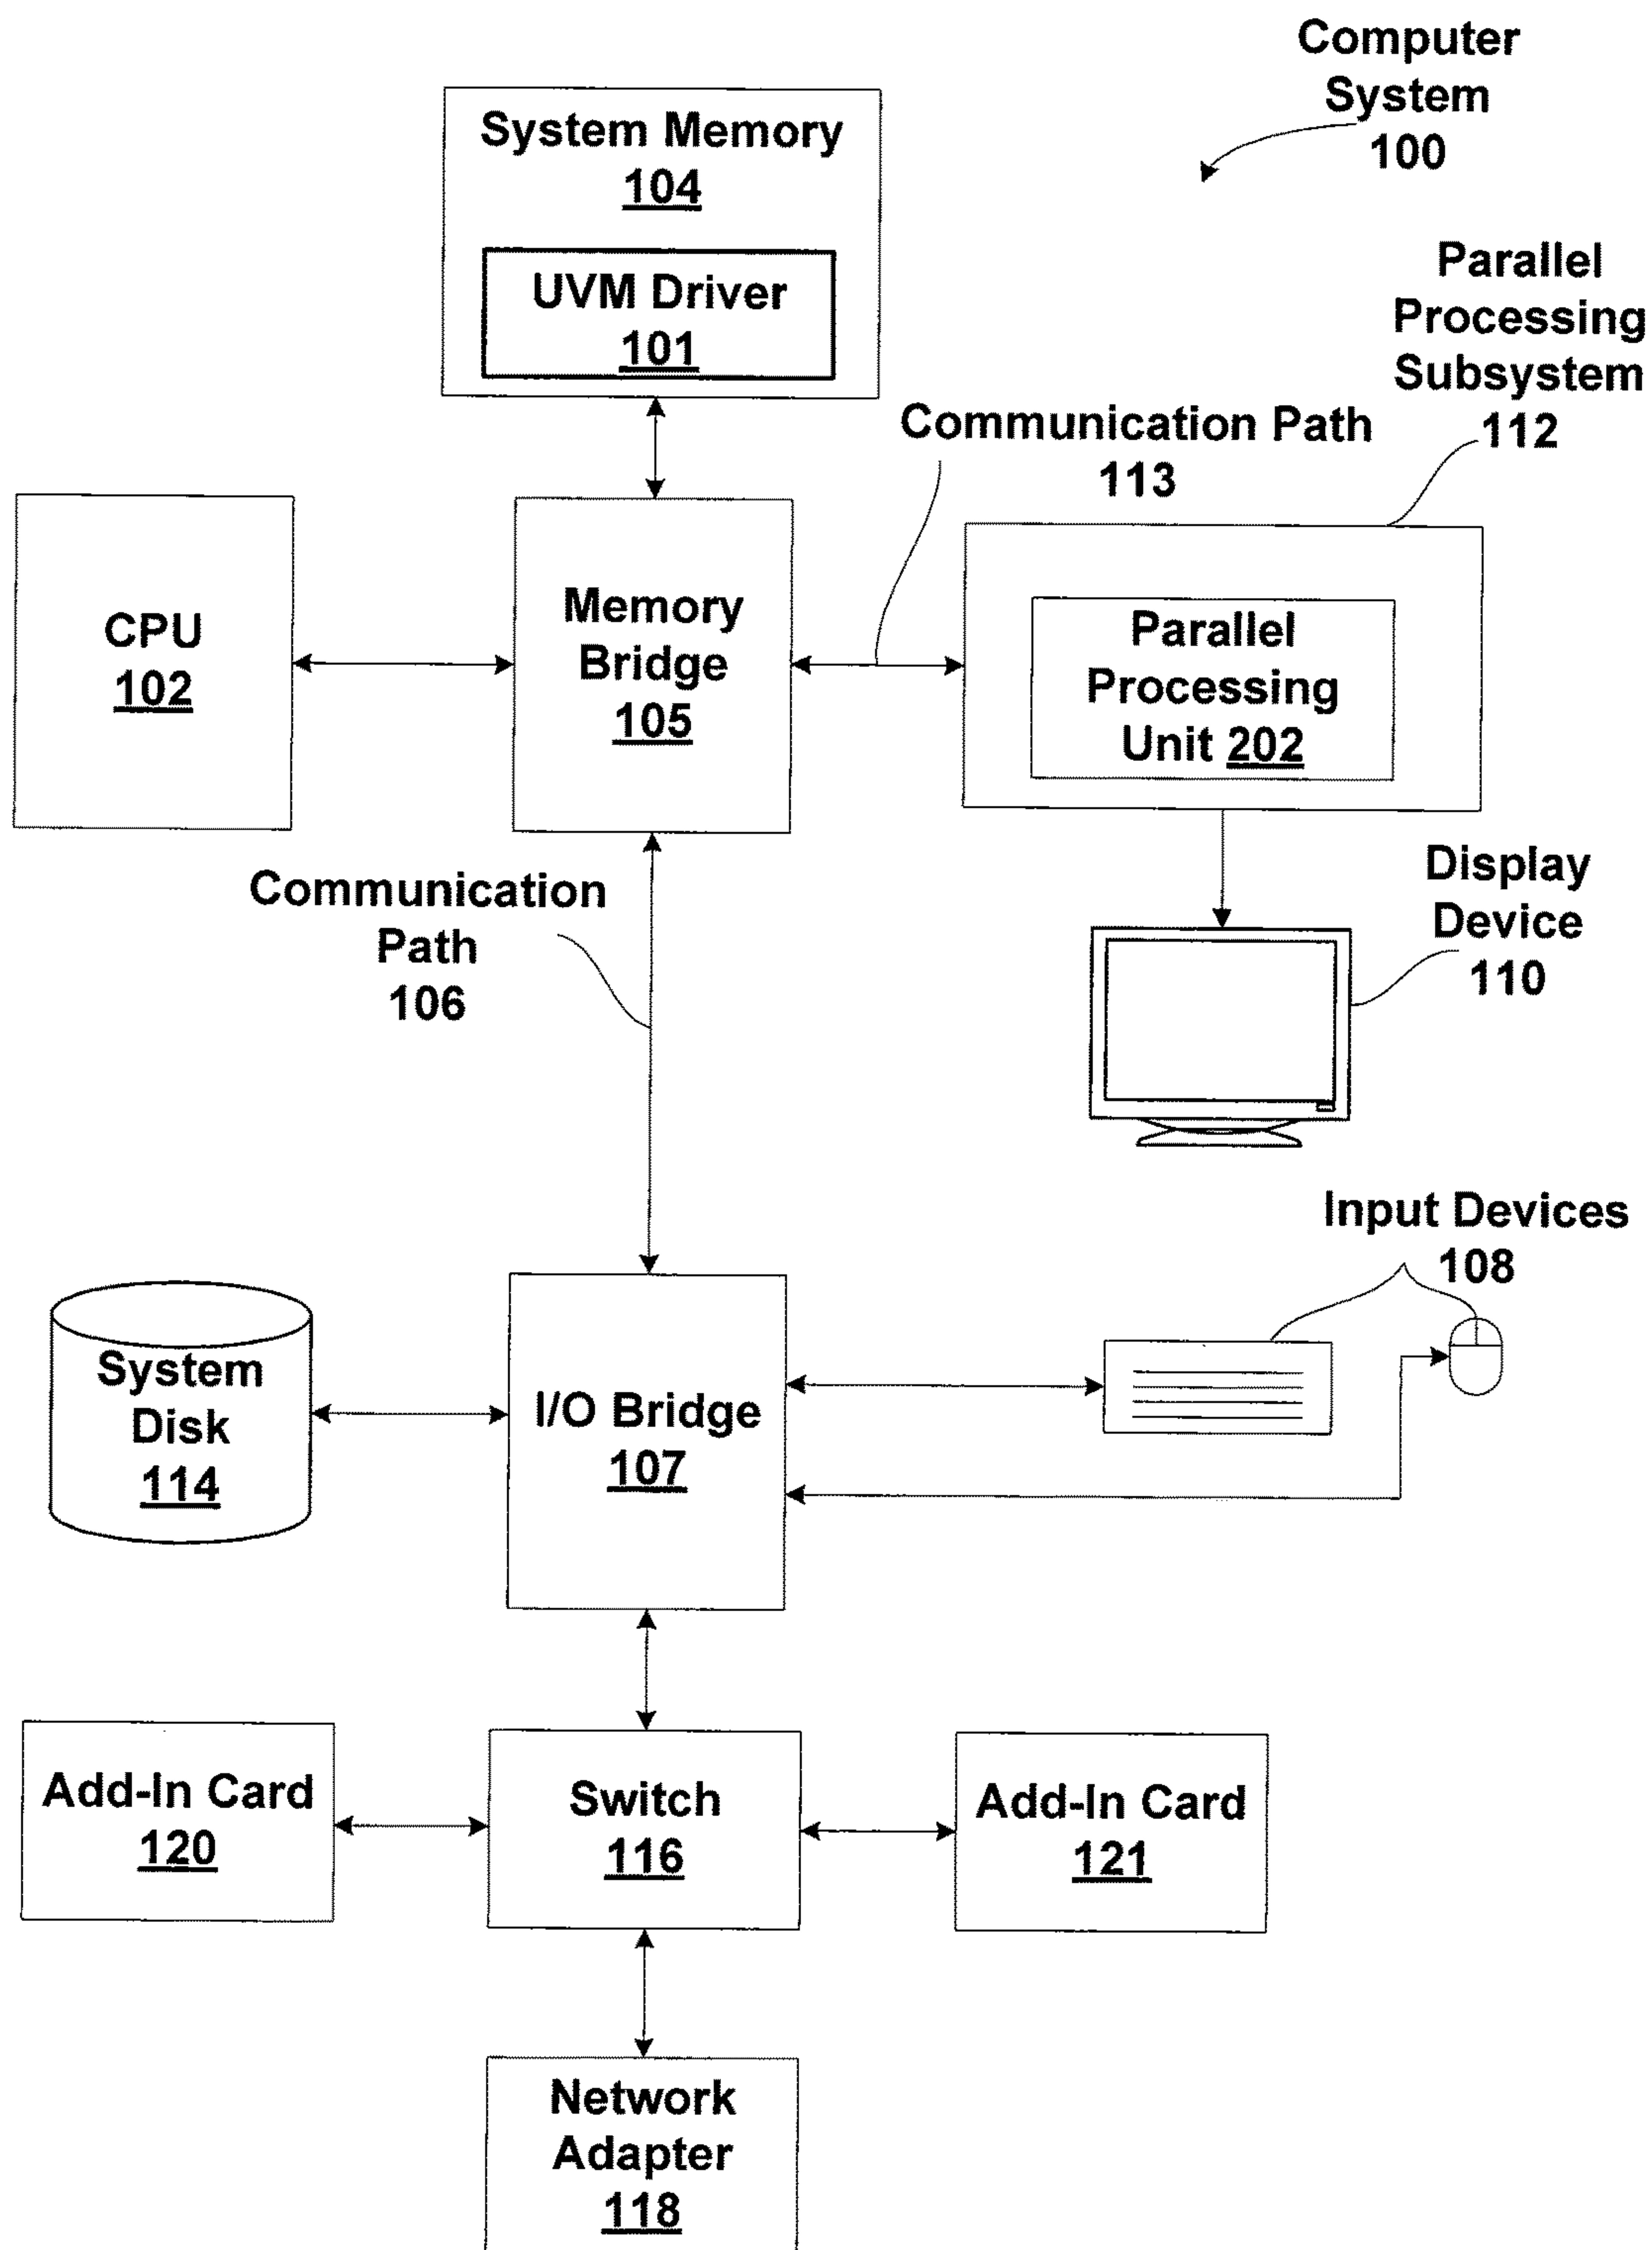 Computer
System
100
System Memory
104
UVM Driver
101
Parallel
Processing
Subsystem
112
Communication Path
113
CPU
102
Memory
Bridge
105
Parallel
Processing
Unit 202
Communication
Path
106
Display
Device
110
Input Devices
108
System
Disk
114
I/O Bridge
107
Add-In Card
120
Switch
116
Add-In Card
121
Network
Adapter
118